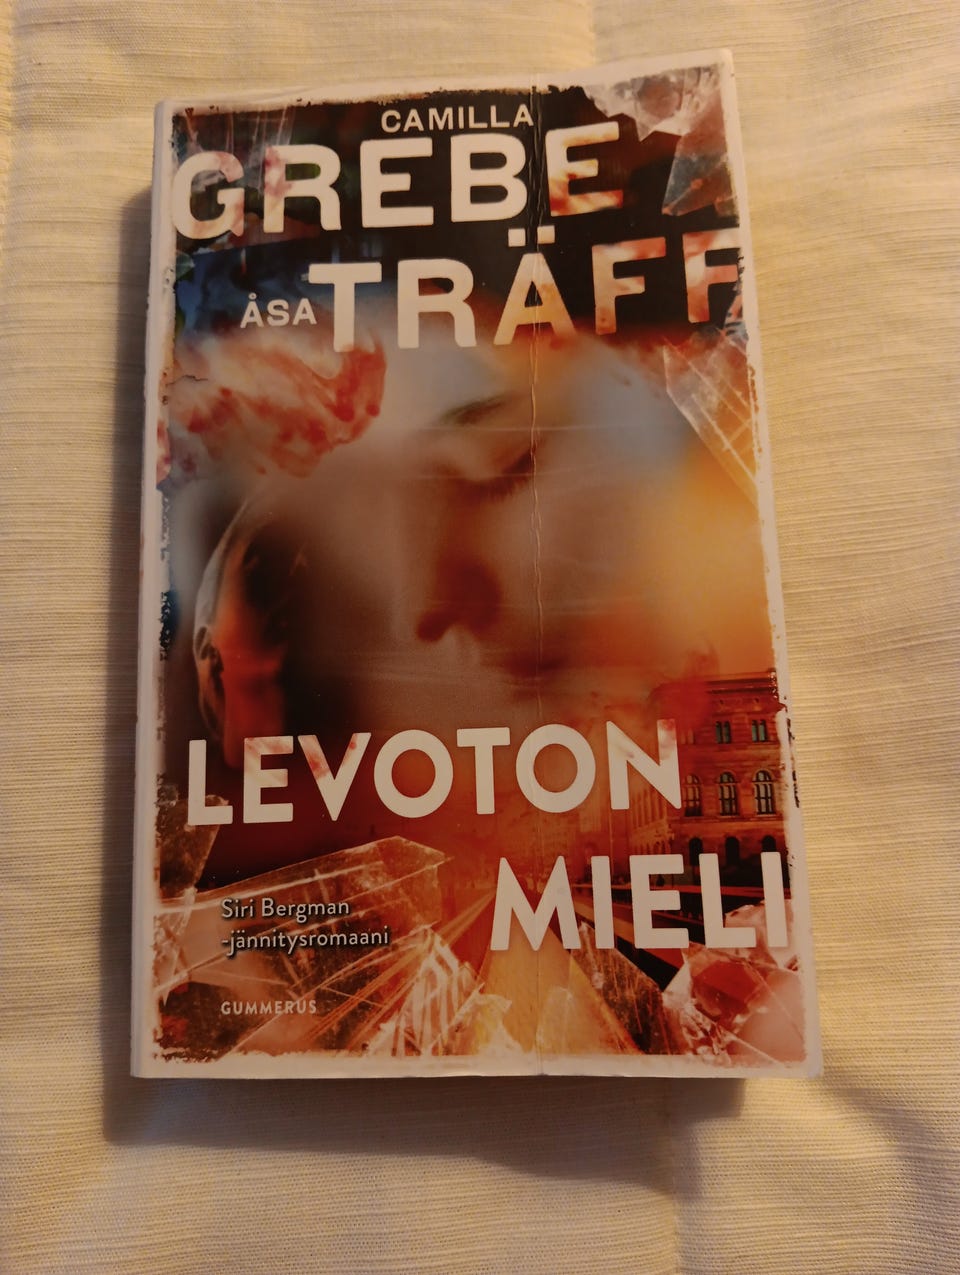 CAMILLA
GREBE
ÅSA TRÄFF
LEVOTON
MIELI
Siri Bergman
-jännitysromaani
GUMMERUS